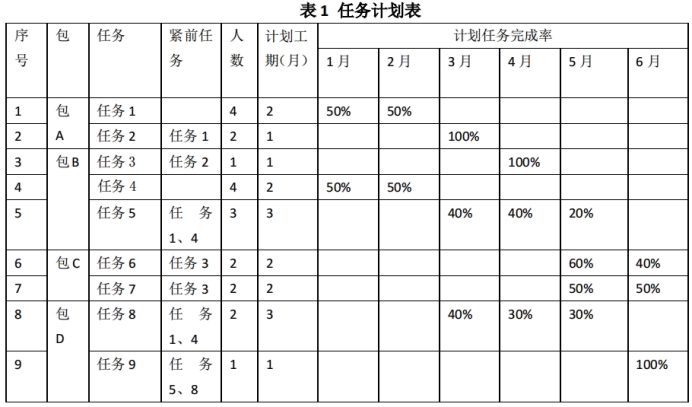 表 1 任务计划表
序号 包 任务 紧前任务 人数 计划工期(月) 计划任务完成率
1 月 2 月 3 月 4 月 5 月 6 月
1 包A 任务 1 4 2 50% 50%
2 任务 2 任务 1 2 1 100%
3 包 B 任务 3 任务 2 1 1 100%
4 任务 4 4 2 50% 50%
5 任务 5 任务1、4 3 3 40% 40% 20%
6 包 C 任务 6 任务 3 2 2 60% 40%
7 任务 7 任务 3 2 2 50% 50%
8 包D 任务 8 任务1、4 2 3 40% 30% 30%
9 任务 9 任务5、8 1 1 100%